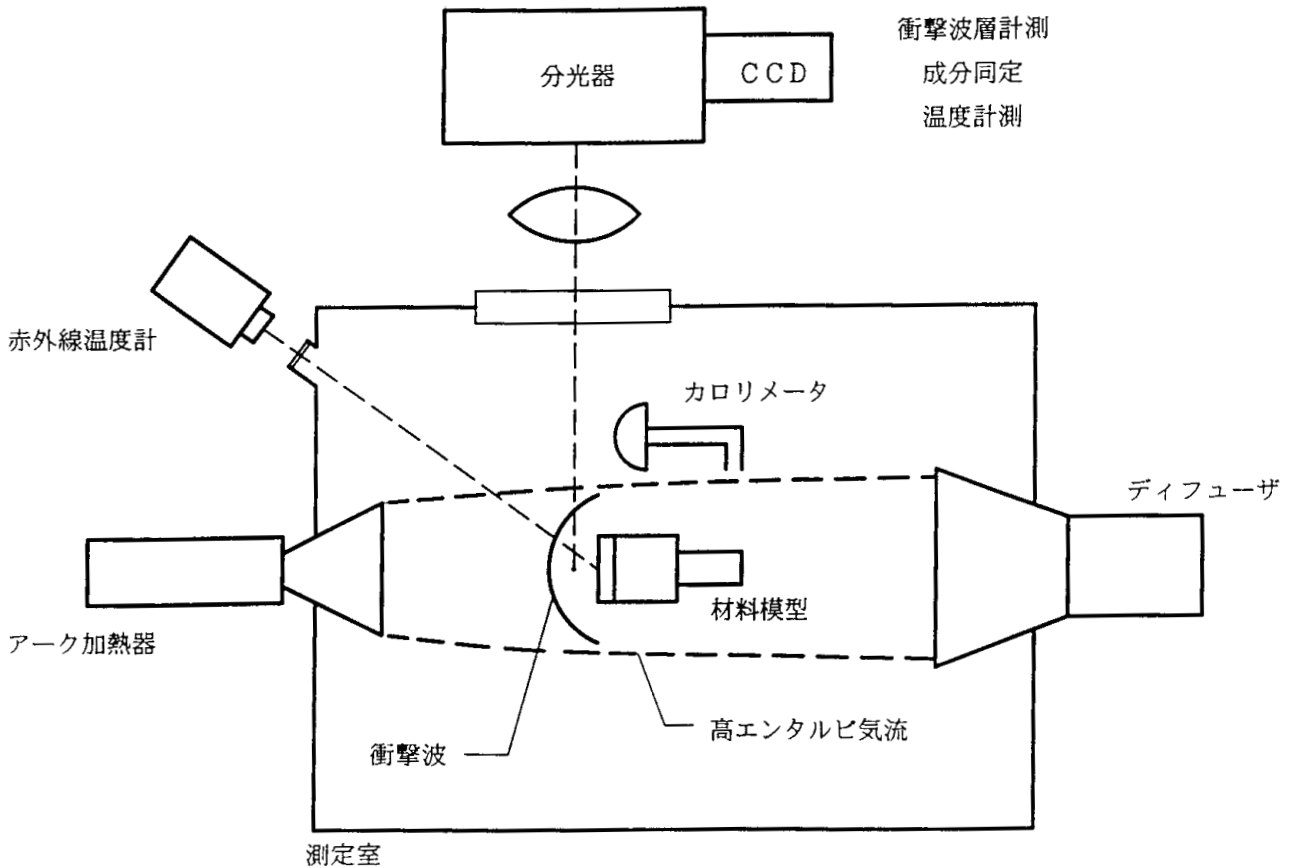 衝撃波層計測
分光器
CCD
成分同定
温度計測
赤外線温度計
カロリメータ
ディフューザ
材料模型
アーク加熱器
高エンタルピ気流
衝撃波
測定室